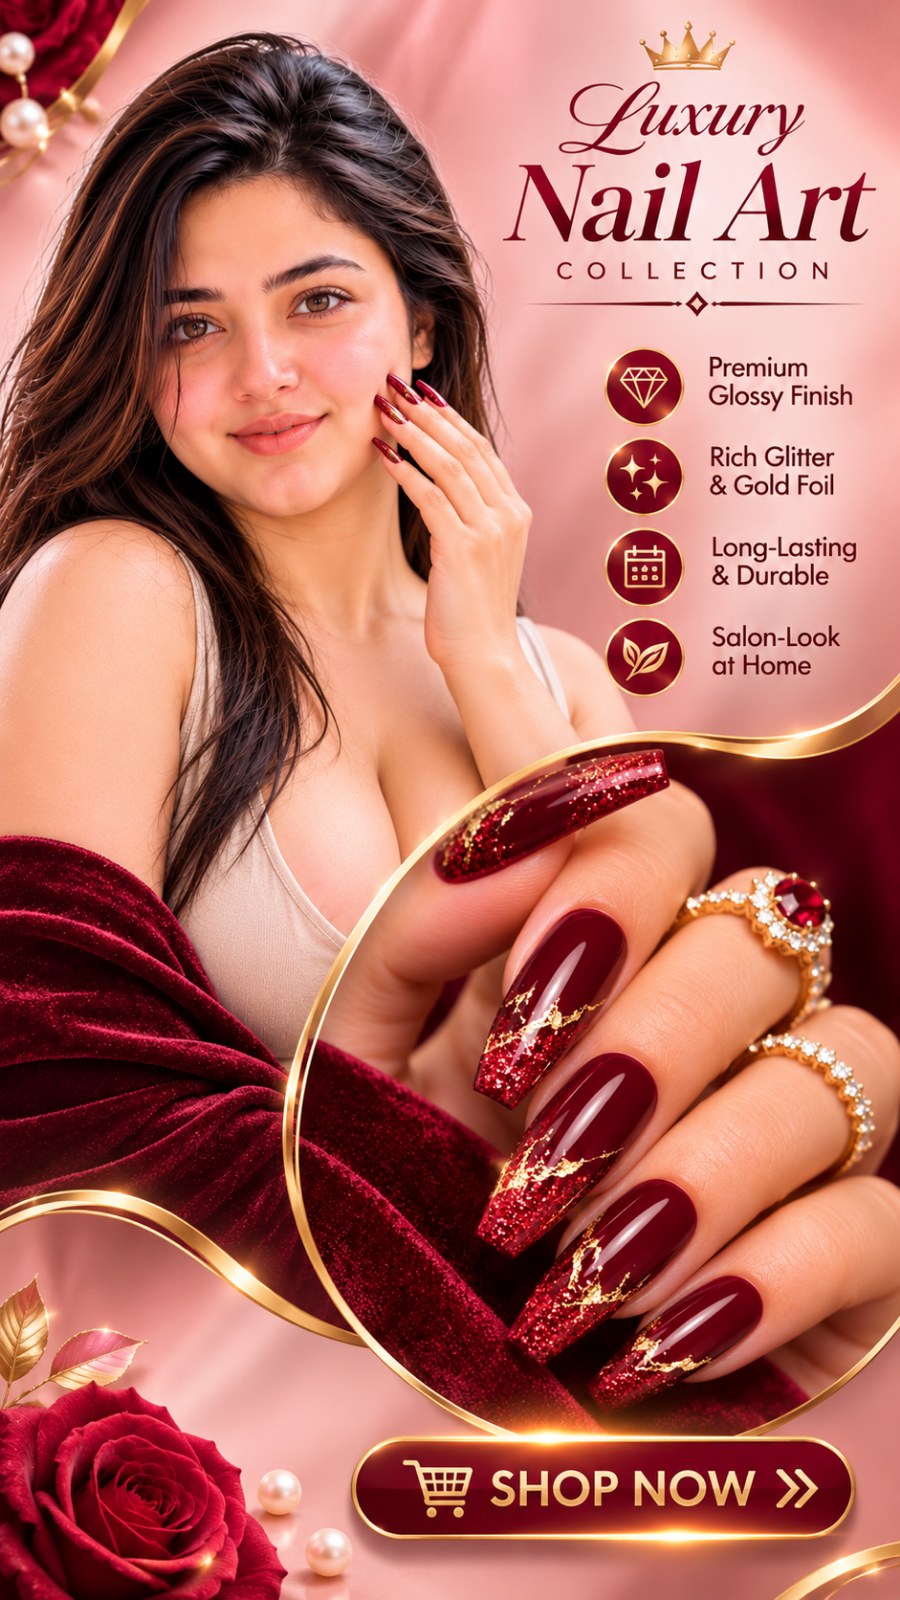 Luxury
Nail Art
COLLECTION
Premium
Glossy Finish
Rich Glitter
& Gold Foil
Long-Lasting
& Durable
Salon-Look
at Home
SHOP NOW